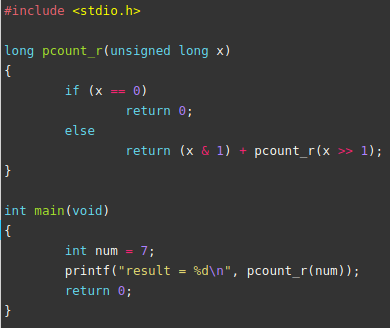 #include <stdio.h>

long pcount_r(unsigned long x)
{
        if (x == 0)
                return 0;
        else
                return (x & 1) + pcount_r(x >> 1);
}

int main(void)
{
        int num = 7;
        printf("result = %d\n", pcount_r(num));
        return 0;
}